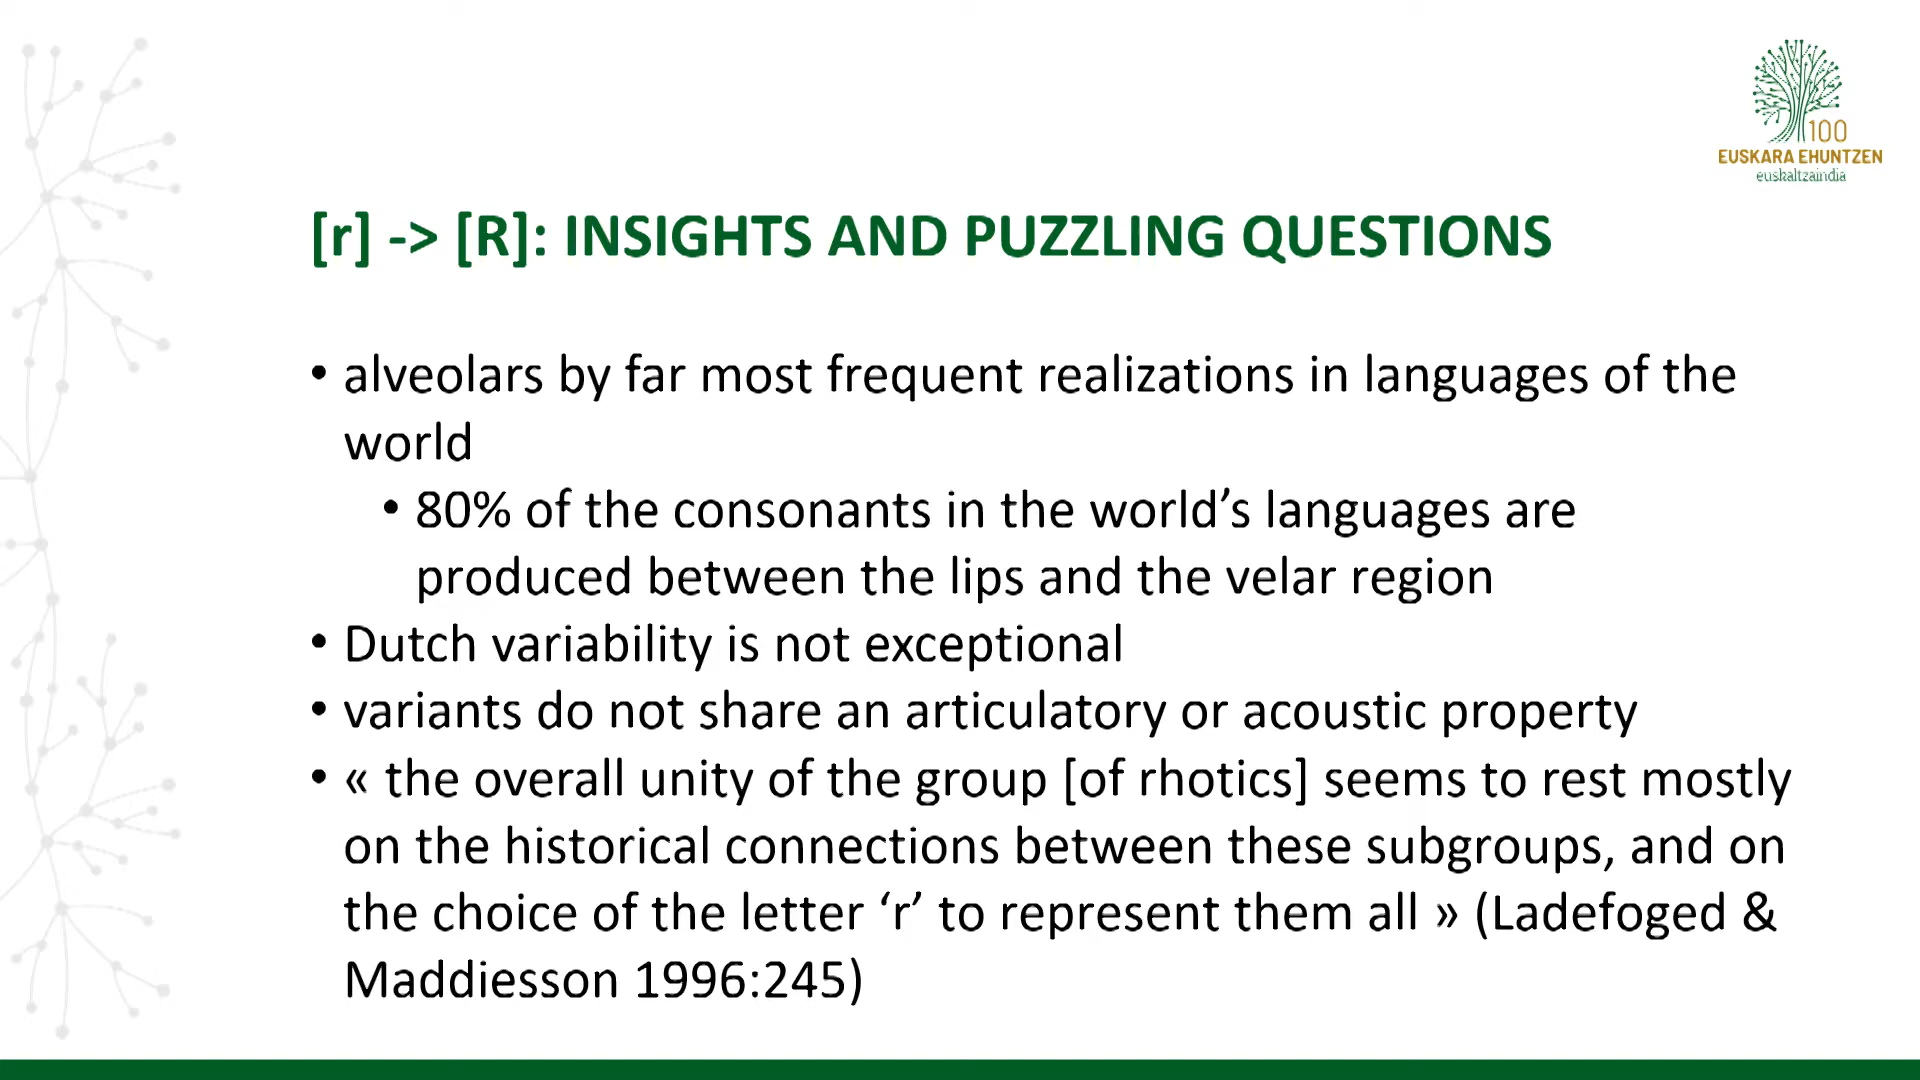 100
EUSKARA EHUNTZEN
euskaltzaindia
[r] -> [R]: INSIGHTS AND PUZZLING QUESTIONS
• alveolars by far most frequent realizations in languages of the
world
• 80% of the consonants in the world’s languages are
produced between the lips and the velar region
• Dutch variability is not exceptional
• variants do not share an articulatory or acoustic property
• « the overall unity of the group [of rhotics] seems to rest mostly
on the historical connections between these subgroups, and on
the choice of the letter ‘r’ to represent them all » (Ladefoged &
Maddiesson 1996:245)